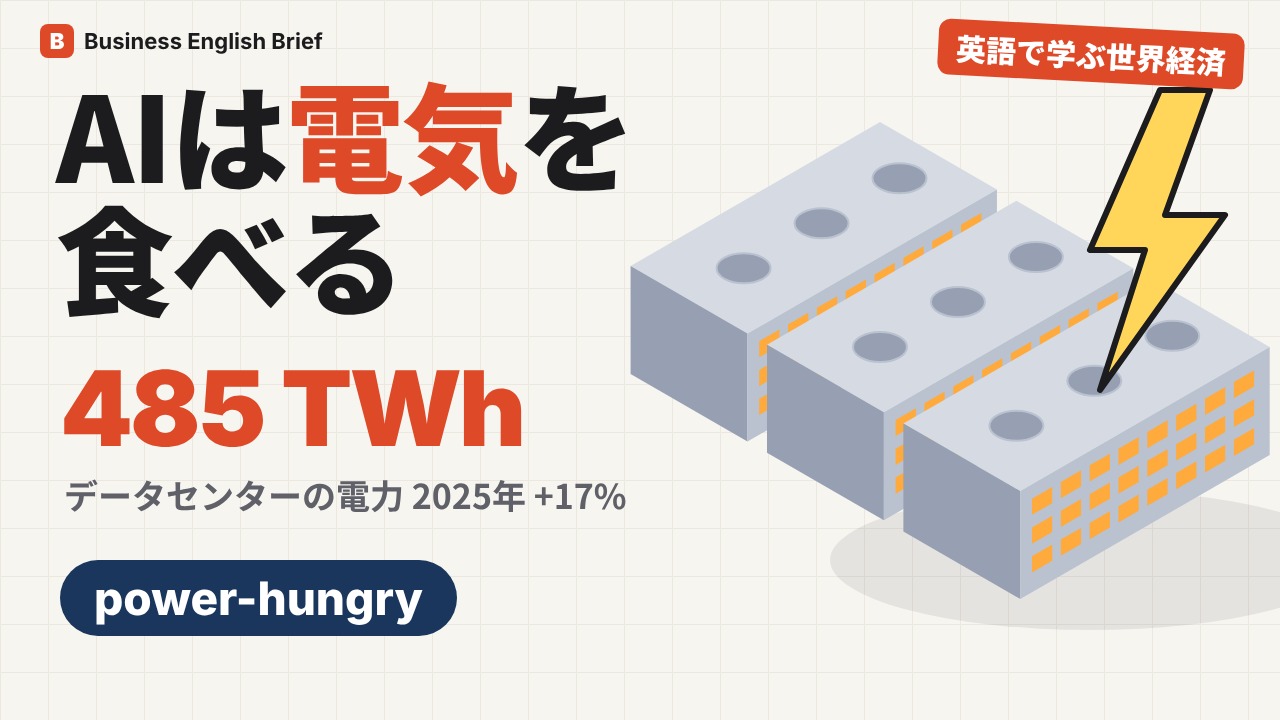 B Business English Brief
英語で学ぶ世界経済
AIは電気を
食べる
485 TWh
データセンターの電力 2025年 +17%
power-hungry